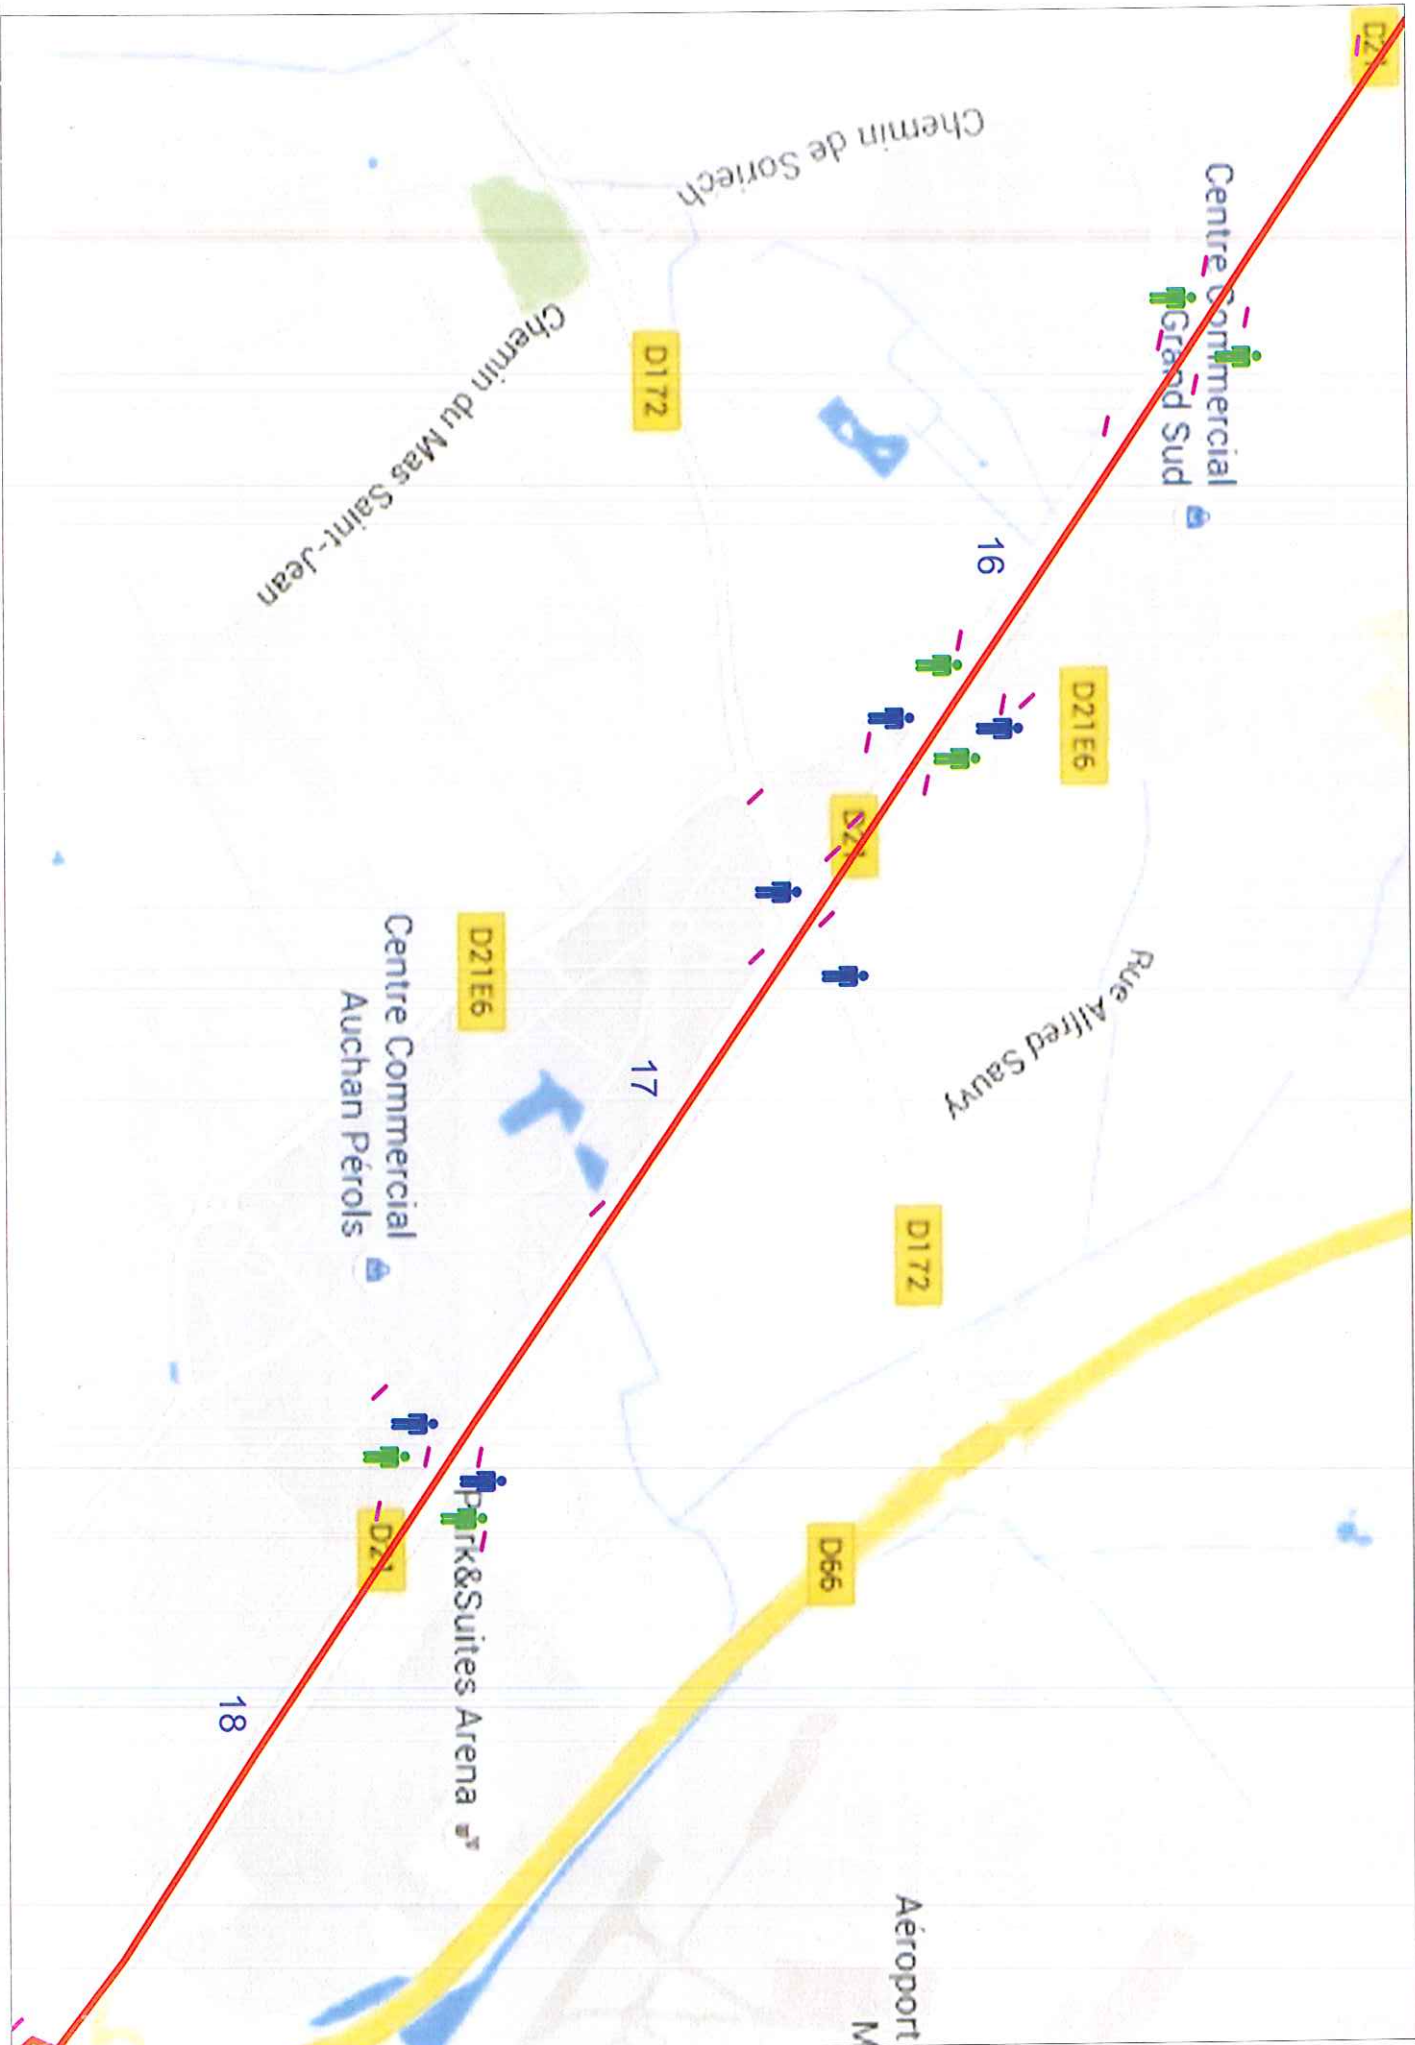 D21
Chemin de Soriech
Centre Commercial
Grand Sud
Chemin du Mas Saint-Jean
D172
16
D21E6
D21
Rue Alfred Sauvy
D21E6
Centre Commercial
Auchan Pérols
17
D172
D66
D21
Park&Suites Arena
18
Aéroport
M